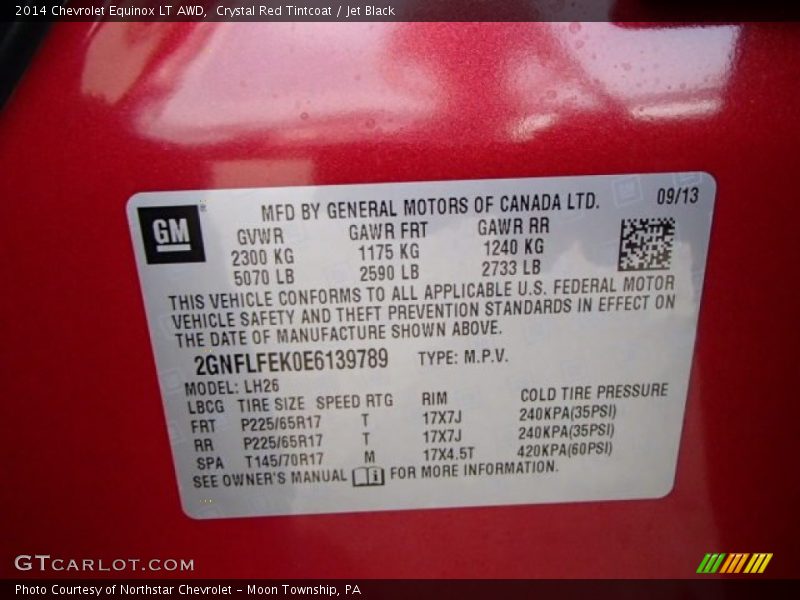 2014 Chevrolet Equinox LT AWD, Crystal Red Tintcoat / Jet Black
GM®
MFD BY GENERAL MOTORS OF CANADA LTD. 09/13
GVWR GAWR FRT GAWR RR
2300 KG 1175 KG 1240 KG
5070 LB 2590 LB 2733 LB
THIS VEHICLE CONFORMS TO ALL APPLICABLE U.S. FEDERAL MOTOR
VEHICLE SAFETY AND THEFT PREVENTION STANDARDS IN EFFECT ON
THE DATE OF MANUFACTURE SHOWN ABOVE.
2GNFLFEK0E6139789 TYPE: M.P.V.
MODEL: LH26
LBCG TIRE SIZE SPEED RTG RIM COLD TIRE PRESSURE
FRT P225/65R17 T 17X7J 240KPA(35PSI)
RR P225/65R17 T 17X7J 240KPA(35PSI)
SPA T145/70R17 M 17X4.5T 420KPA(60PSI)
SEE OWNER'S MANUAL i FOR MORE INFORMATION.
GTCARLOT.COM
Photo Courtesy of Northstar Chevrolet - Moon Township, PA